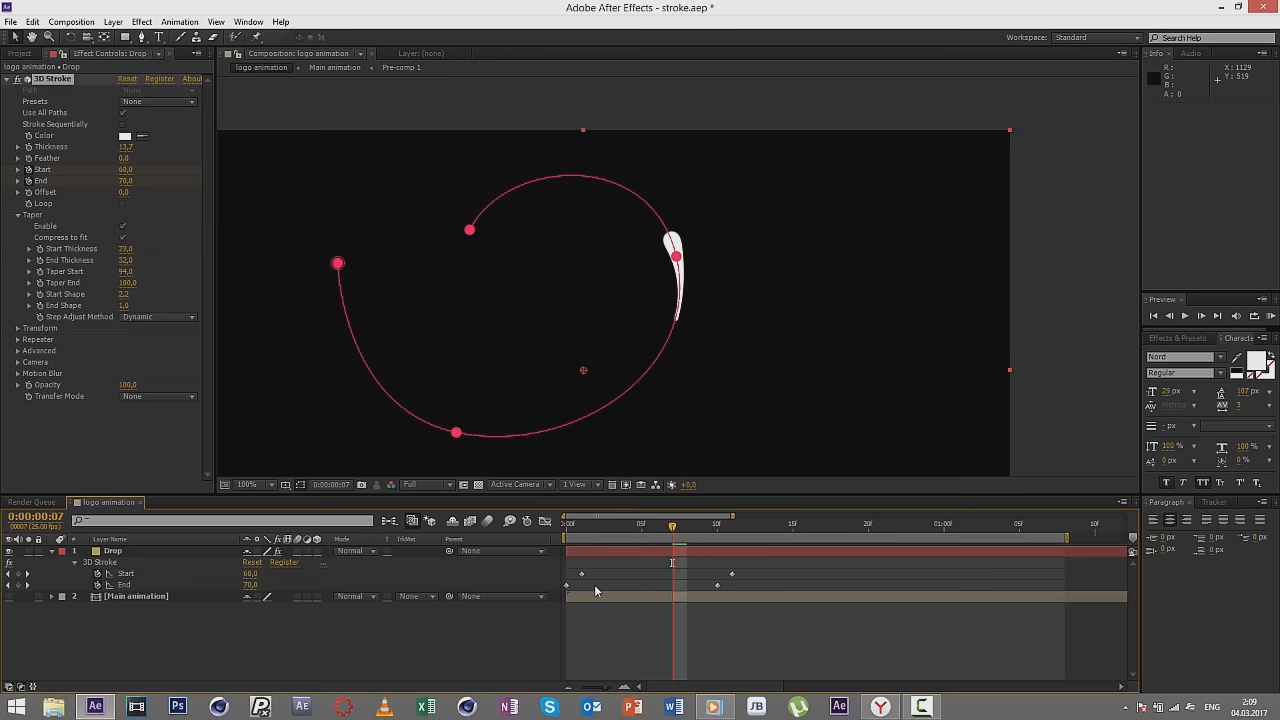 Adobe After Effects - stroke.aep *
File Edit Composition Layer Effect Animation View Window Help
Workspace: Standard Search Help
Project Effect Controls: Drop Composition: logo animation Layer: (none) Info Audio
logo animation • Drop
logo animation Main animation Pre-comp 1
3D Stroke Reset Register Abou
Path None
Presets None
Use All Paths
Stroke Sequentially
Color
Thickness 13,7
Feather 0,0
Start 60,0
End 70,0
Offset 0,0
Loop
Taper
Enable
Compress to fit
Start Thickness 23,0
End Thickness 32,0
Taper Start 94,0
Taper End 100,0
Start Shape 2,2
End Shape 1,0
Step Adjust Method Dynamic
Transform
Repeater
Advanced
Camera
Motion Blur
Opacity 100,0
Transfer Mode None
R:
G:
B:
A: 0
X: 1129
Y: 519
Preview
Effects & Presets Characte
Nord
Regular
29 px 107 px
Metrics 3
- px
100 % 100 %
0 px 0 %
T T TT Tt T' T,
Paragraph Tracker
0 px 0 px
0 px 0 px
0 px
100% 0:00:00:07 Full Active Camera 1 View +0,0
Render Queue logo animation
0:00:00:07
00007 (25.00 fps)
0:00f 05f 10f 15f 20f 01:00f 05f 10f
# Layer Name Mode T TrkMat Parent
1 Drop Normal None
3D Stroke Reset Register ...
Start 60,0
End 70,0
2 [Main animation] Normal None None
ENG 2:09
04.03.2017